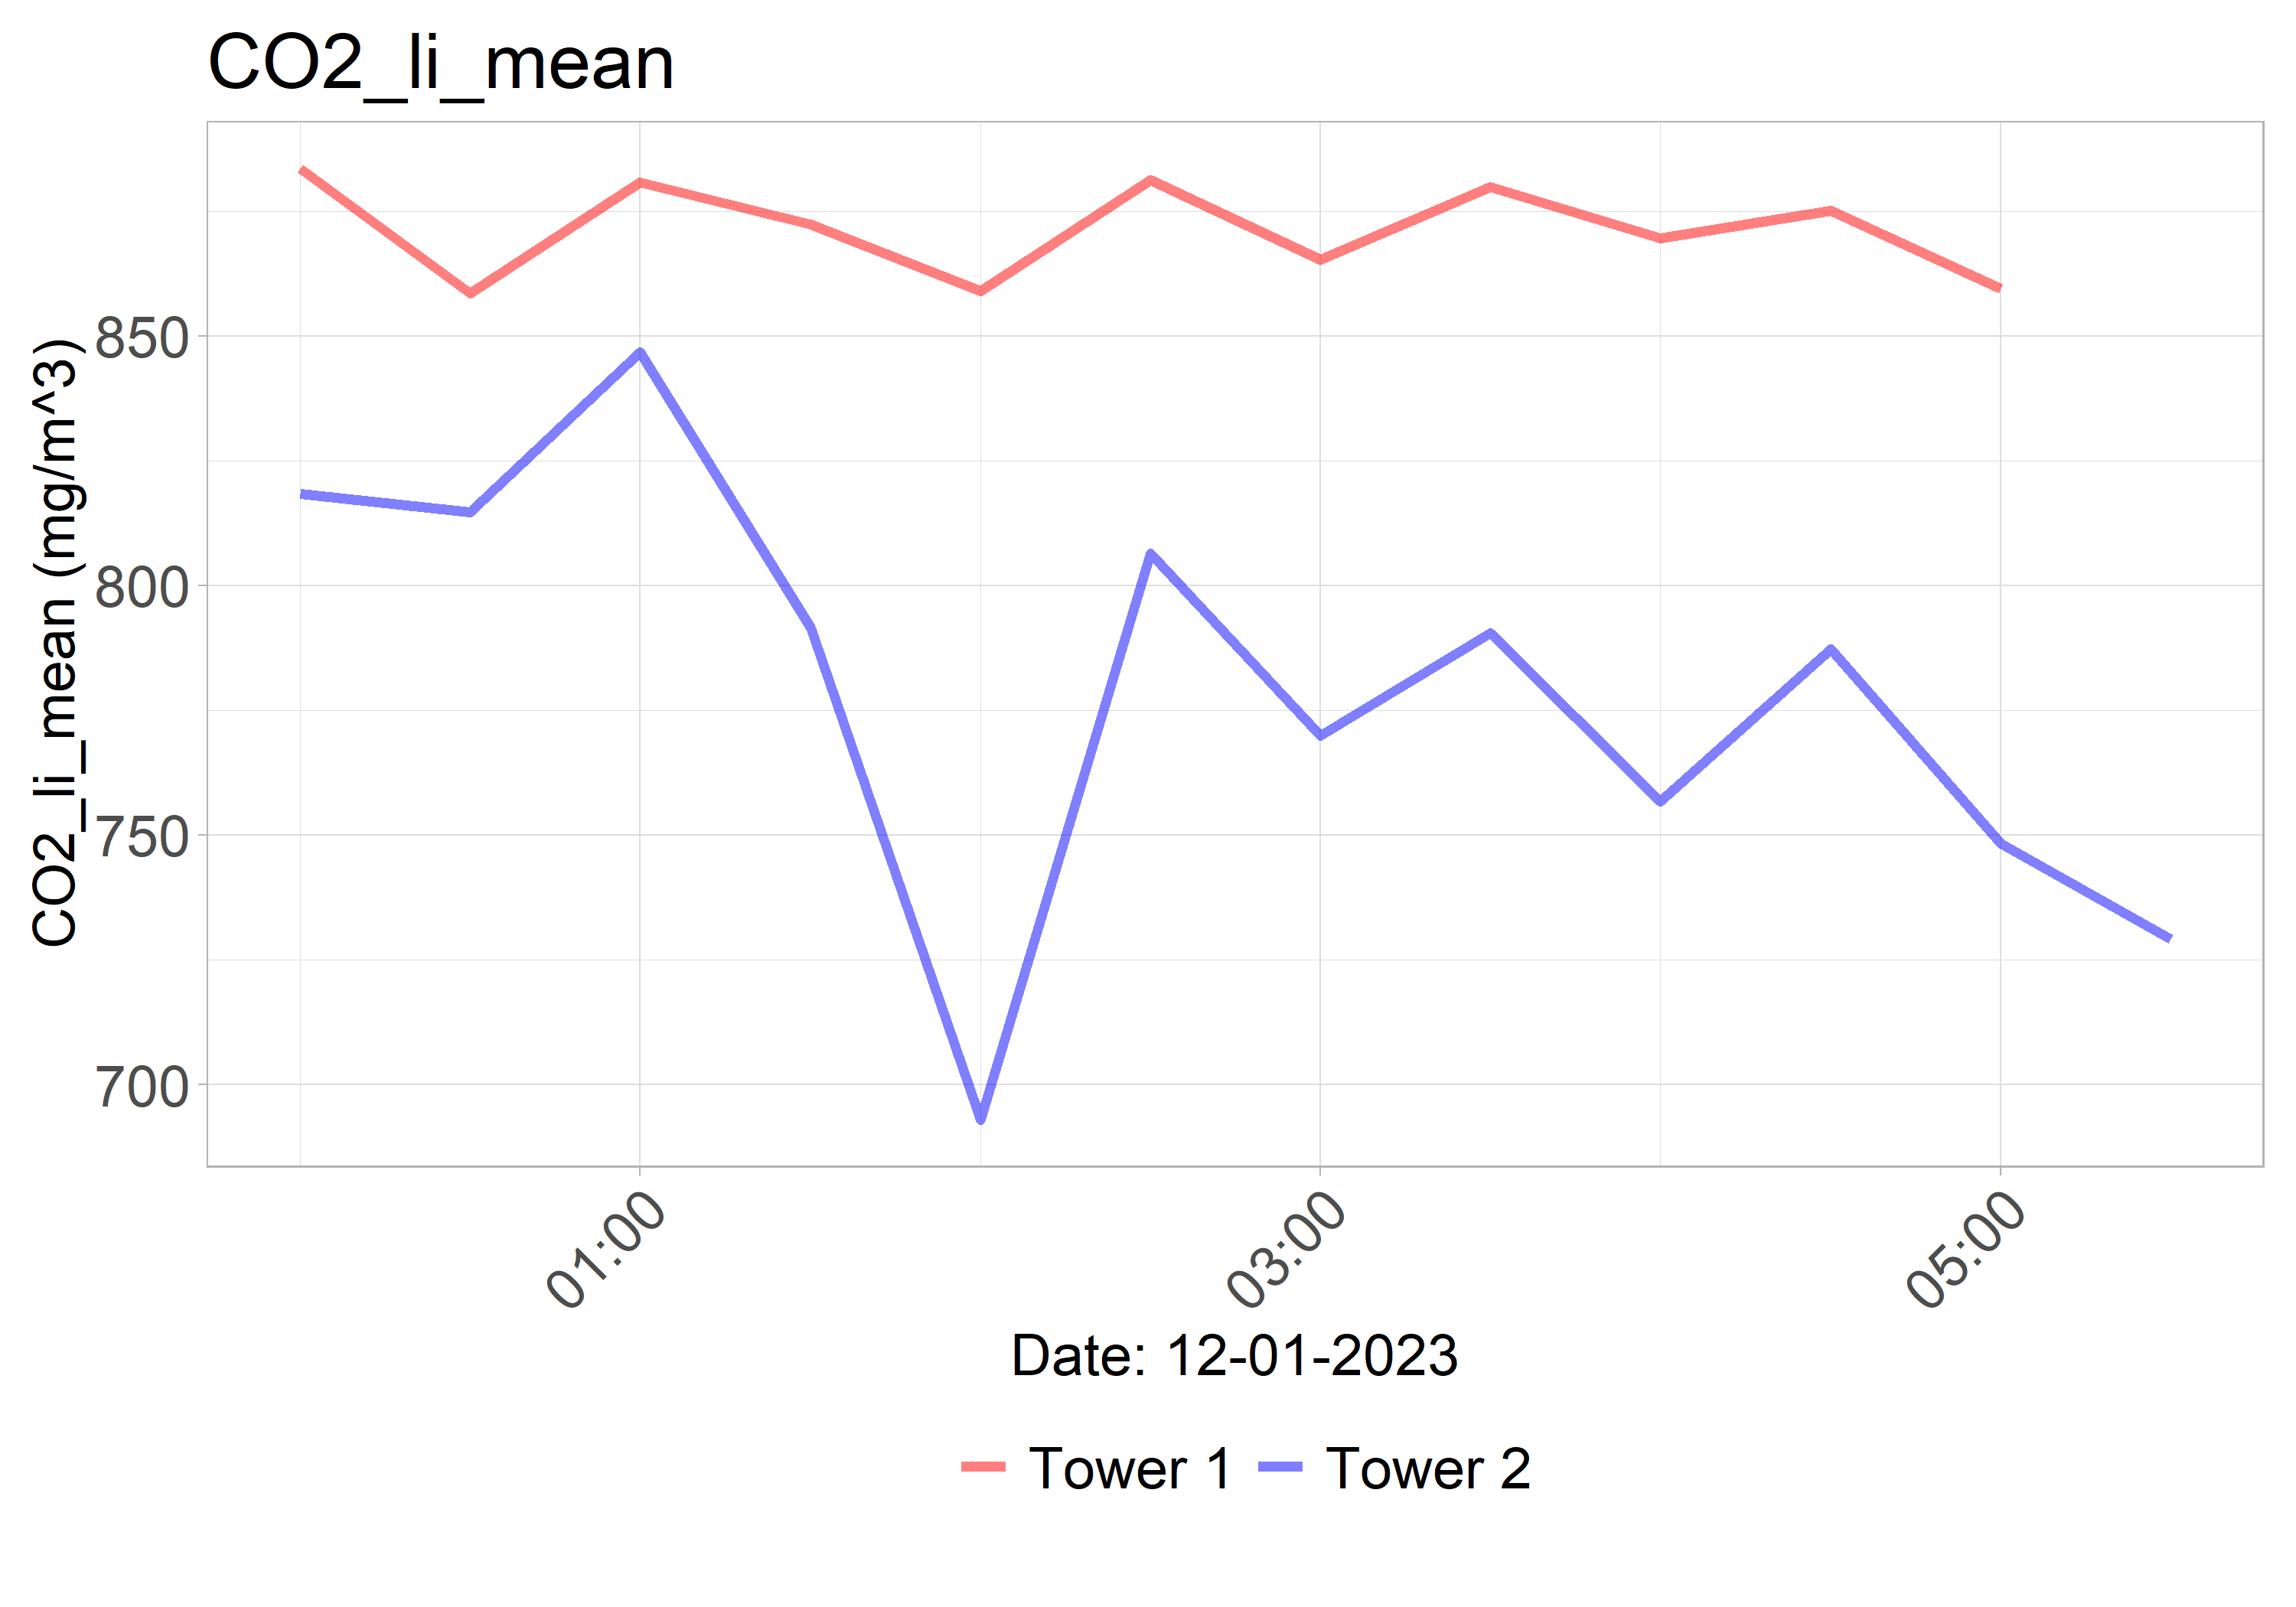 CO2_li_mean
CO2_li_mean (mg/m^3)
850
800
750
700
01:00
03:00
05:00
Date: 12-01-2023
Tower 1
Tower 2